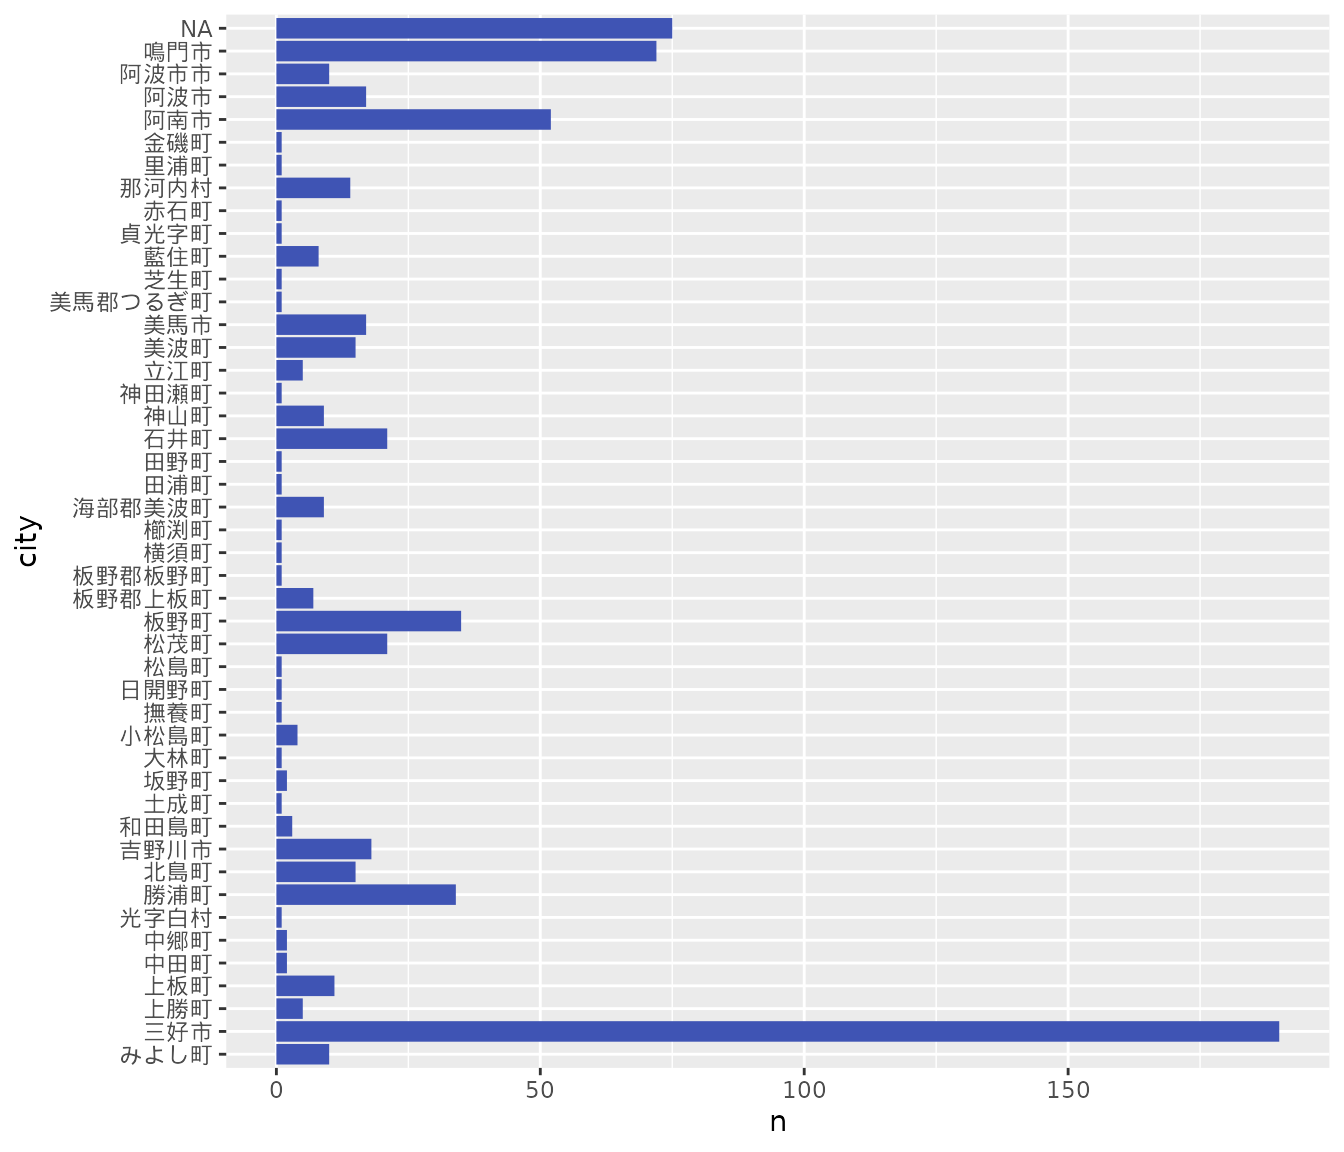 NA
鳴門市
阿波市市
阿波市
阿南市
金磯町
里浦町
那河内村
赤石町
貞光字町
藍住町
芝生町
美馬郡つるぎ町
美馬市
美波町
立江町
神田瀬町
神山町
石井町
田野町
田浦町
海部郡美波町
櫛渕町
横須町
板野郡板野町
板野郡上板町
板野町
松茂町
松島町
日開野町
撫養町
小松島町
大林町
坂野町
土成町
和田島町
吉野川市
北島町
勝浦町
光字白村
中郷町
中田町
上板町
上勝町
三好市
みよし町
city
0 50 100 150
n